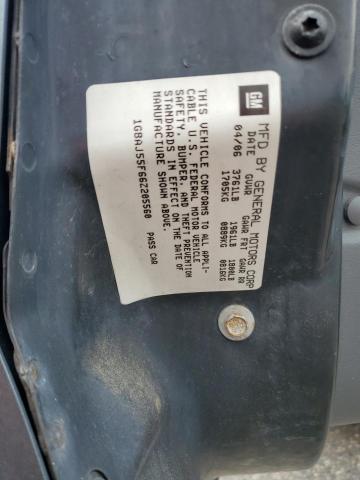 GM
MFD BY GENERAL MOTORS CORP
DATE GVWR GAWR FRT GAWR RR
04/06 3761LB 1961LB 1800LB
1705KG 0889KG 0816KG
THIS VEHICLE CONFORMS TO ALL APPLI-
CABLE U.S. FEDERAL MOTOR VEHICLE
SAFETY, BUMPER, AND THEFT PREVENTION
STANDARDS IN EFFECT ON THE DATE OF
MANUFACTURE SHOWN ABOVE.
1G8AJ55F66Z205560 PASS CAR